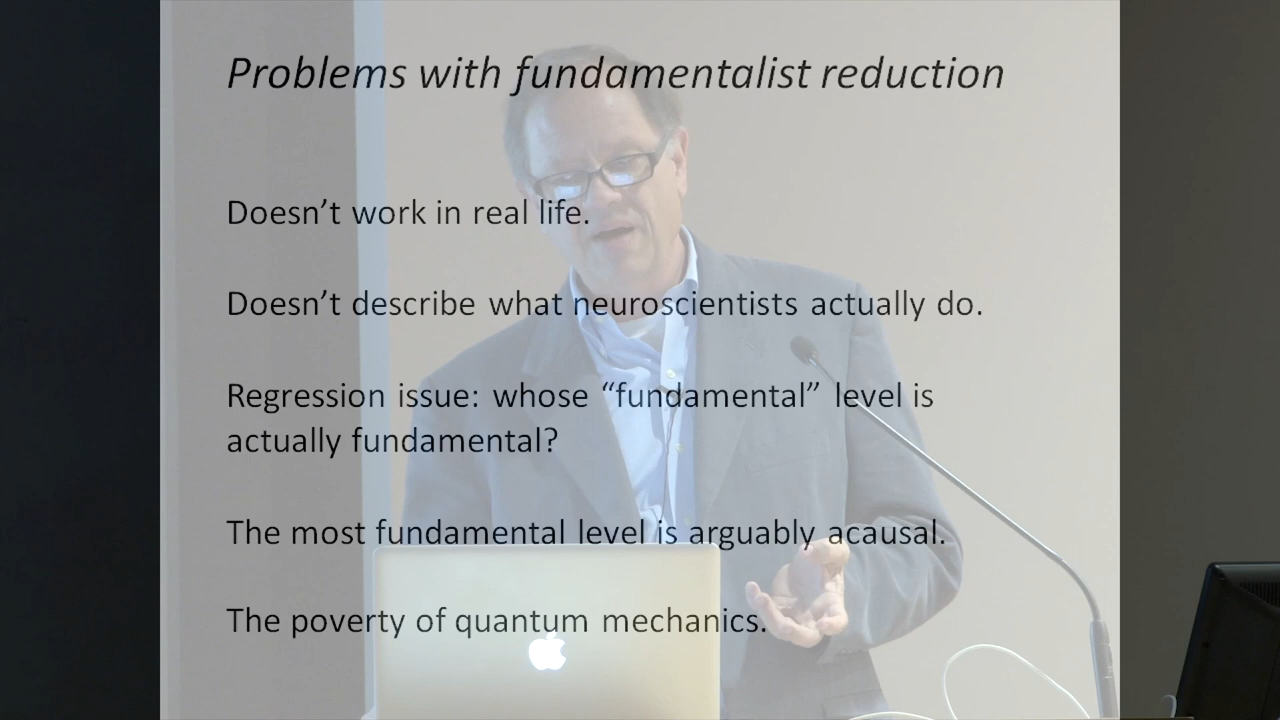 Problems with fundamentalist reduction
Doesn’t work in real life.
Doesn’t describe what neuroscientists actually do.
Regression issue: whose “fundamental” level is
actually fundamental?
The most fundamental level is arguably acausal.
The poverty of quantum mechanics.